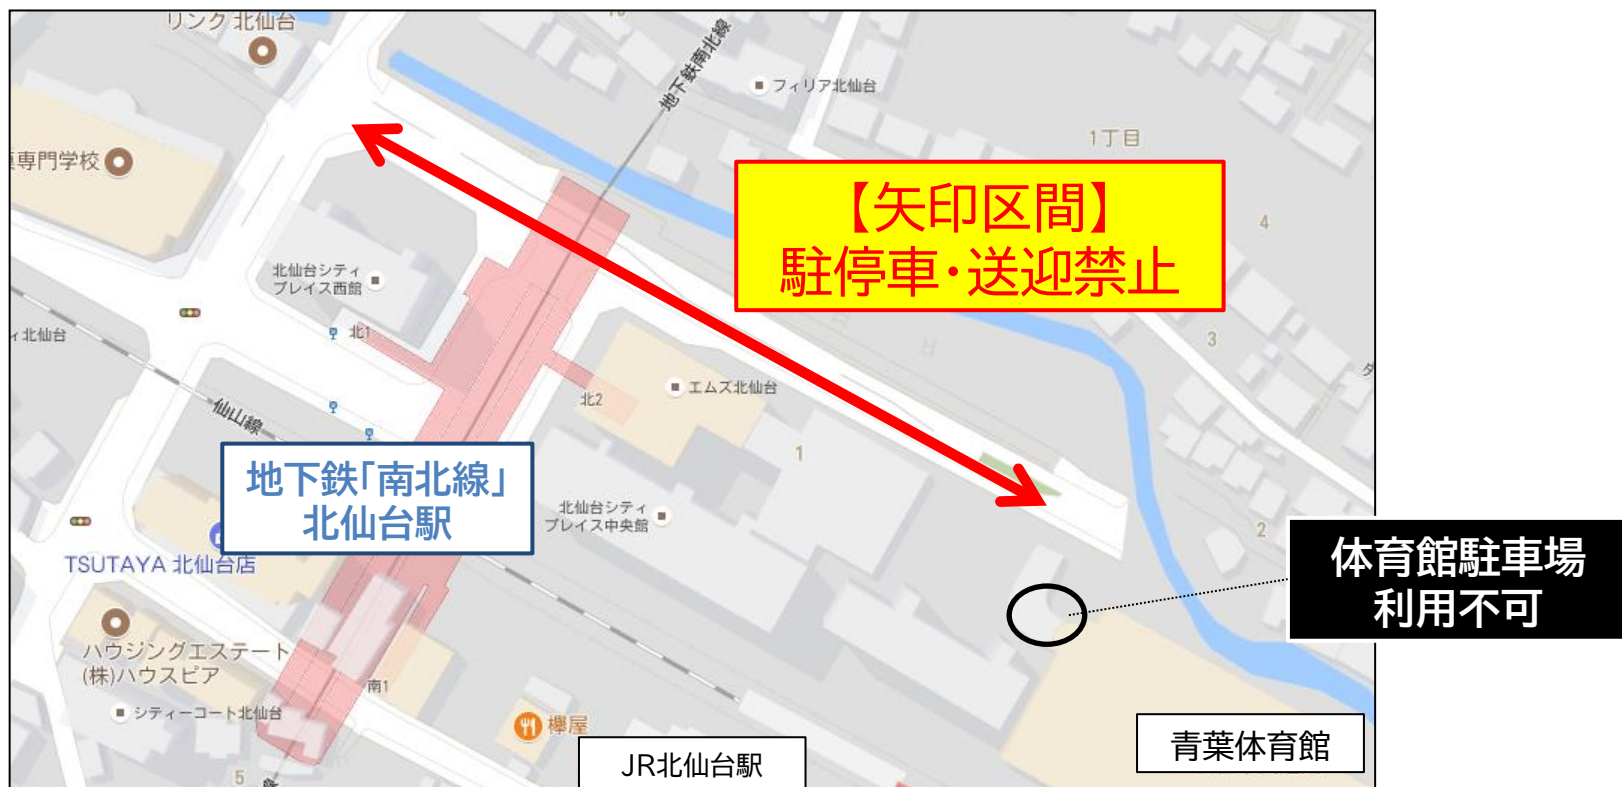 リンク 北仙台
地下鉄南北線
フィリア北仙台
1丁目
専門学校
【矢印区間】
駐停車･送迎禁止
4
北仙台シティ
プレイス西館
北1
ィ北仙台
3
エムズ北仙台
北2
仙山線
1
地下鉄｢南北線｣
北仙台駅
北仙台シティ
プレイス中央館
2
TSUTAYA 北仙台店
体育館駐車場
利用不可
ハウジングエステート
(株)ハウスピア
南1
シティーコート北仙台
欅屋
青葉体育館
JR北仙台駅
5